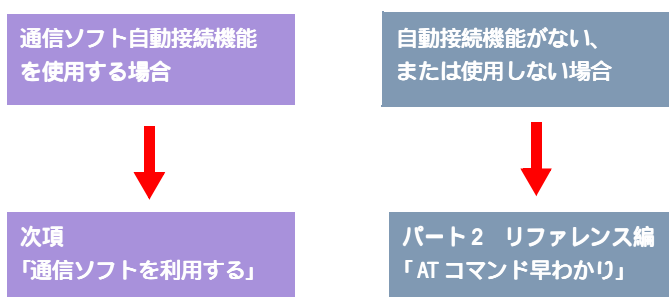 通信ソフト自動接続機能
を使用する場合
自動接続機能がない、
または使用しない場合
次項
「通信ソフトを利用する」
パート2　リファレンス編
「ATコマンド早わかり」